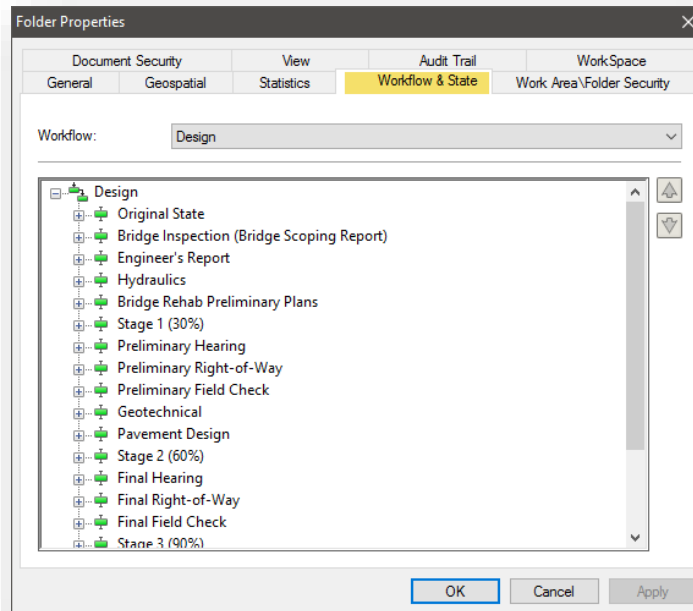 Folder Properties
Document Security View Audit Trail WorkSpace
General Geospatial Statistics Workflow & State Work Area\Folder Security
Workflow: Design
Design
Original State
Bridge Inspection (Bridge Scoping Report)
Engineer's Report
Hydraulics
Bridge Rehab Preliminary Plans
Stage 1 (30%)
Preliminary Hearing
Preliminary Right-of-Way
Preliminary Field Check
Geotechnical
Pavement Design
Stage 2 (60%)
Final Hearing
Final Right-of-Way
Final Field Check
Stage 3 (90%)
OK Cancel Apply